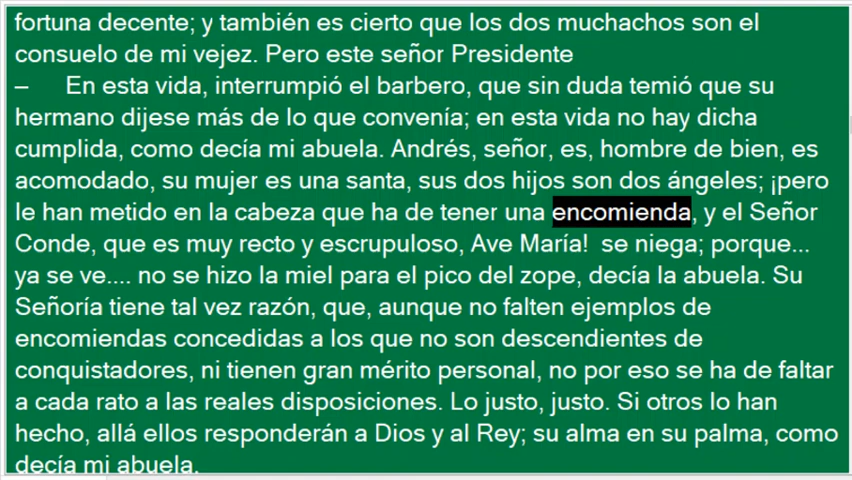 fortuna decente; y también es cierto que los dos muchachos son el
consuelo de mi vejez. Pero este señor Presidente
– En esta vida, interrumpió el barbero, que sin duda temió que su
hermano dijese más de lo que convenía; en esta vida no hay dicha
cumplida, como decía mi abuela. Andrés, señor, es, hombre de bien, es
acomodado, su mujer es una santa, sus dos hijos son dos ángeles; ¡pero
le han metido en la cabeza que ha de tener una encomienda, y el Señor
Conde, que es muy recto y escrupuloso, Ave María! se niega; porque...
ya se ve.... no se hizo la miel para el pico del zope, decía la abuela. Su
Señoría tiene tal vez razón, que, aunque no falten ejemplos de
encomiendas concedidas a los que no son descendientes de
conquistadores, ni tienen gran mérito personal, no por eso se ha de faltar
a cada rato a las reales disposiciones. Lo justo, justo. Si otros lo han
hecho, allá ellos responderán a Dios y al Rey; su alma en su palma, como
decía mi abuela.